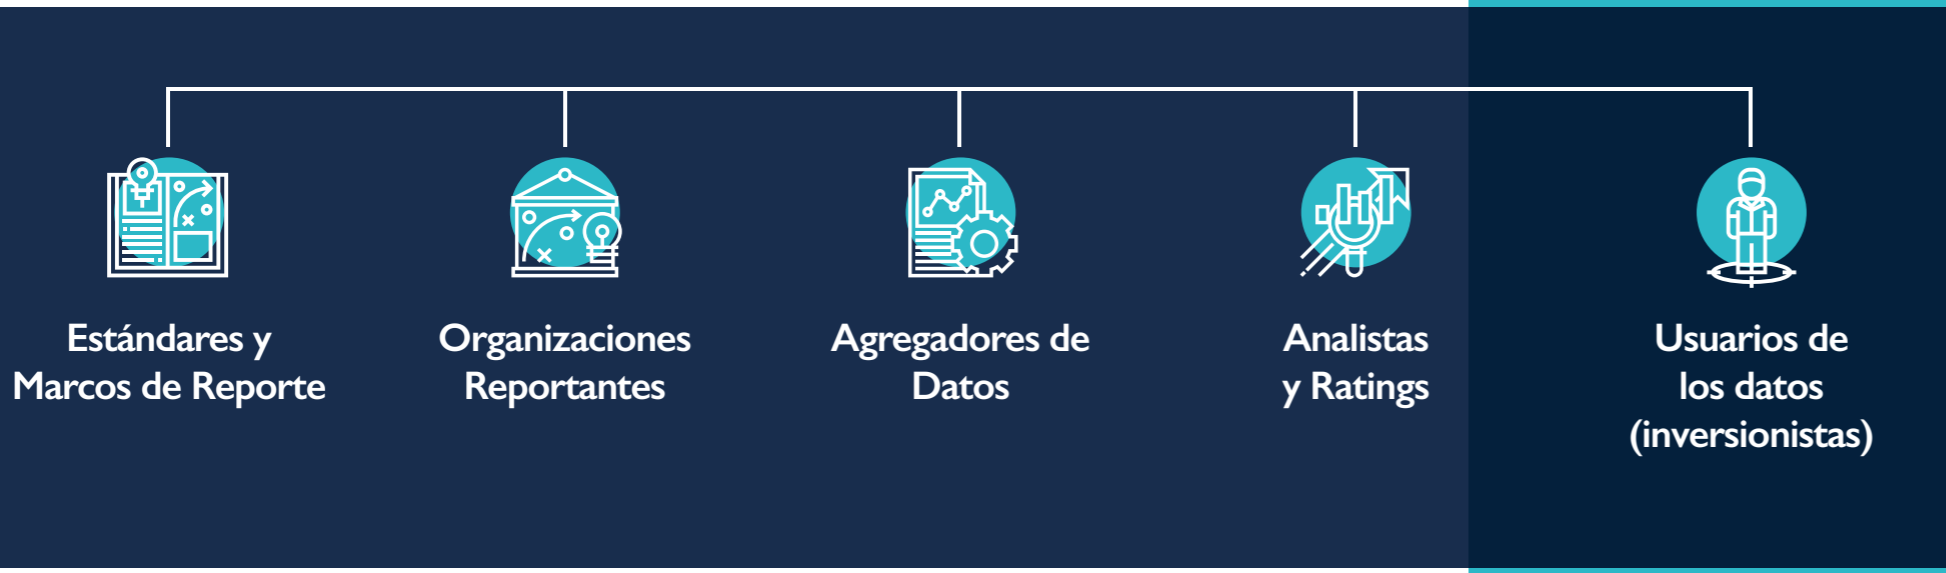 Estándares y
Marcos de Reporte
Organizaciones
Reportantes
Agregadores de
Datos
Analistas
y Ratings
Usuarios de
los datos
(inversionistas)